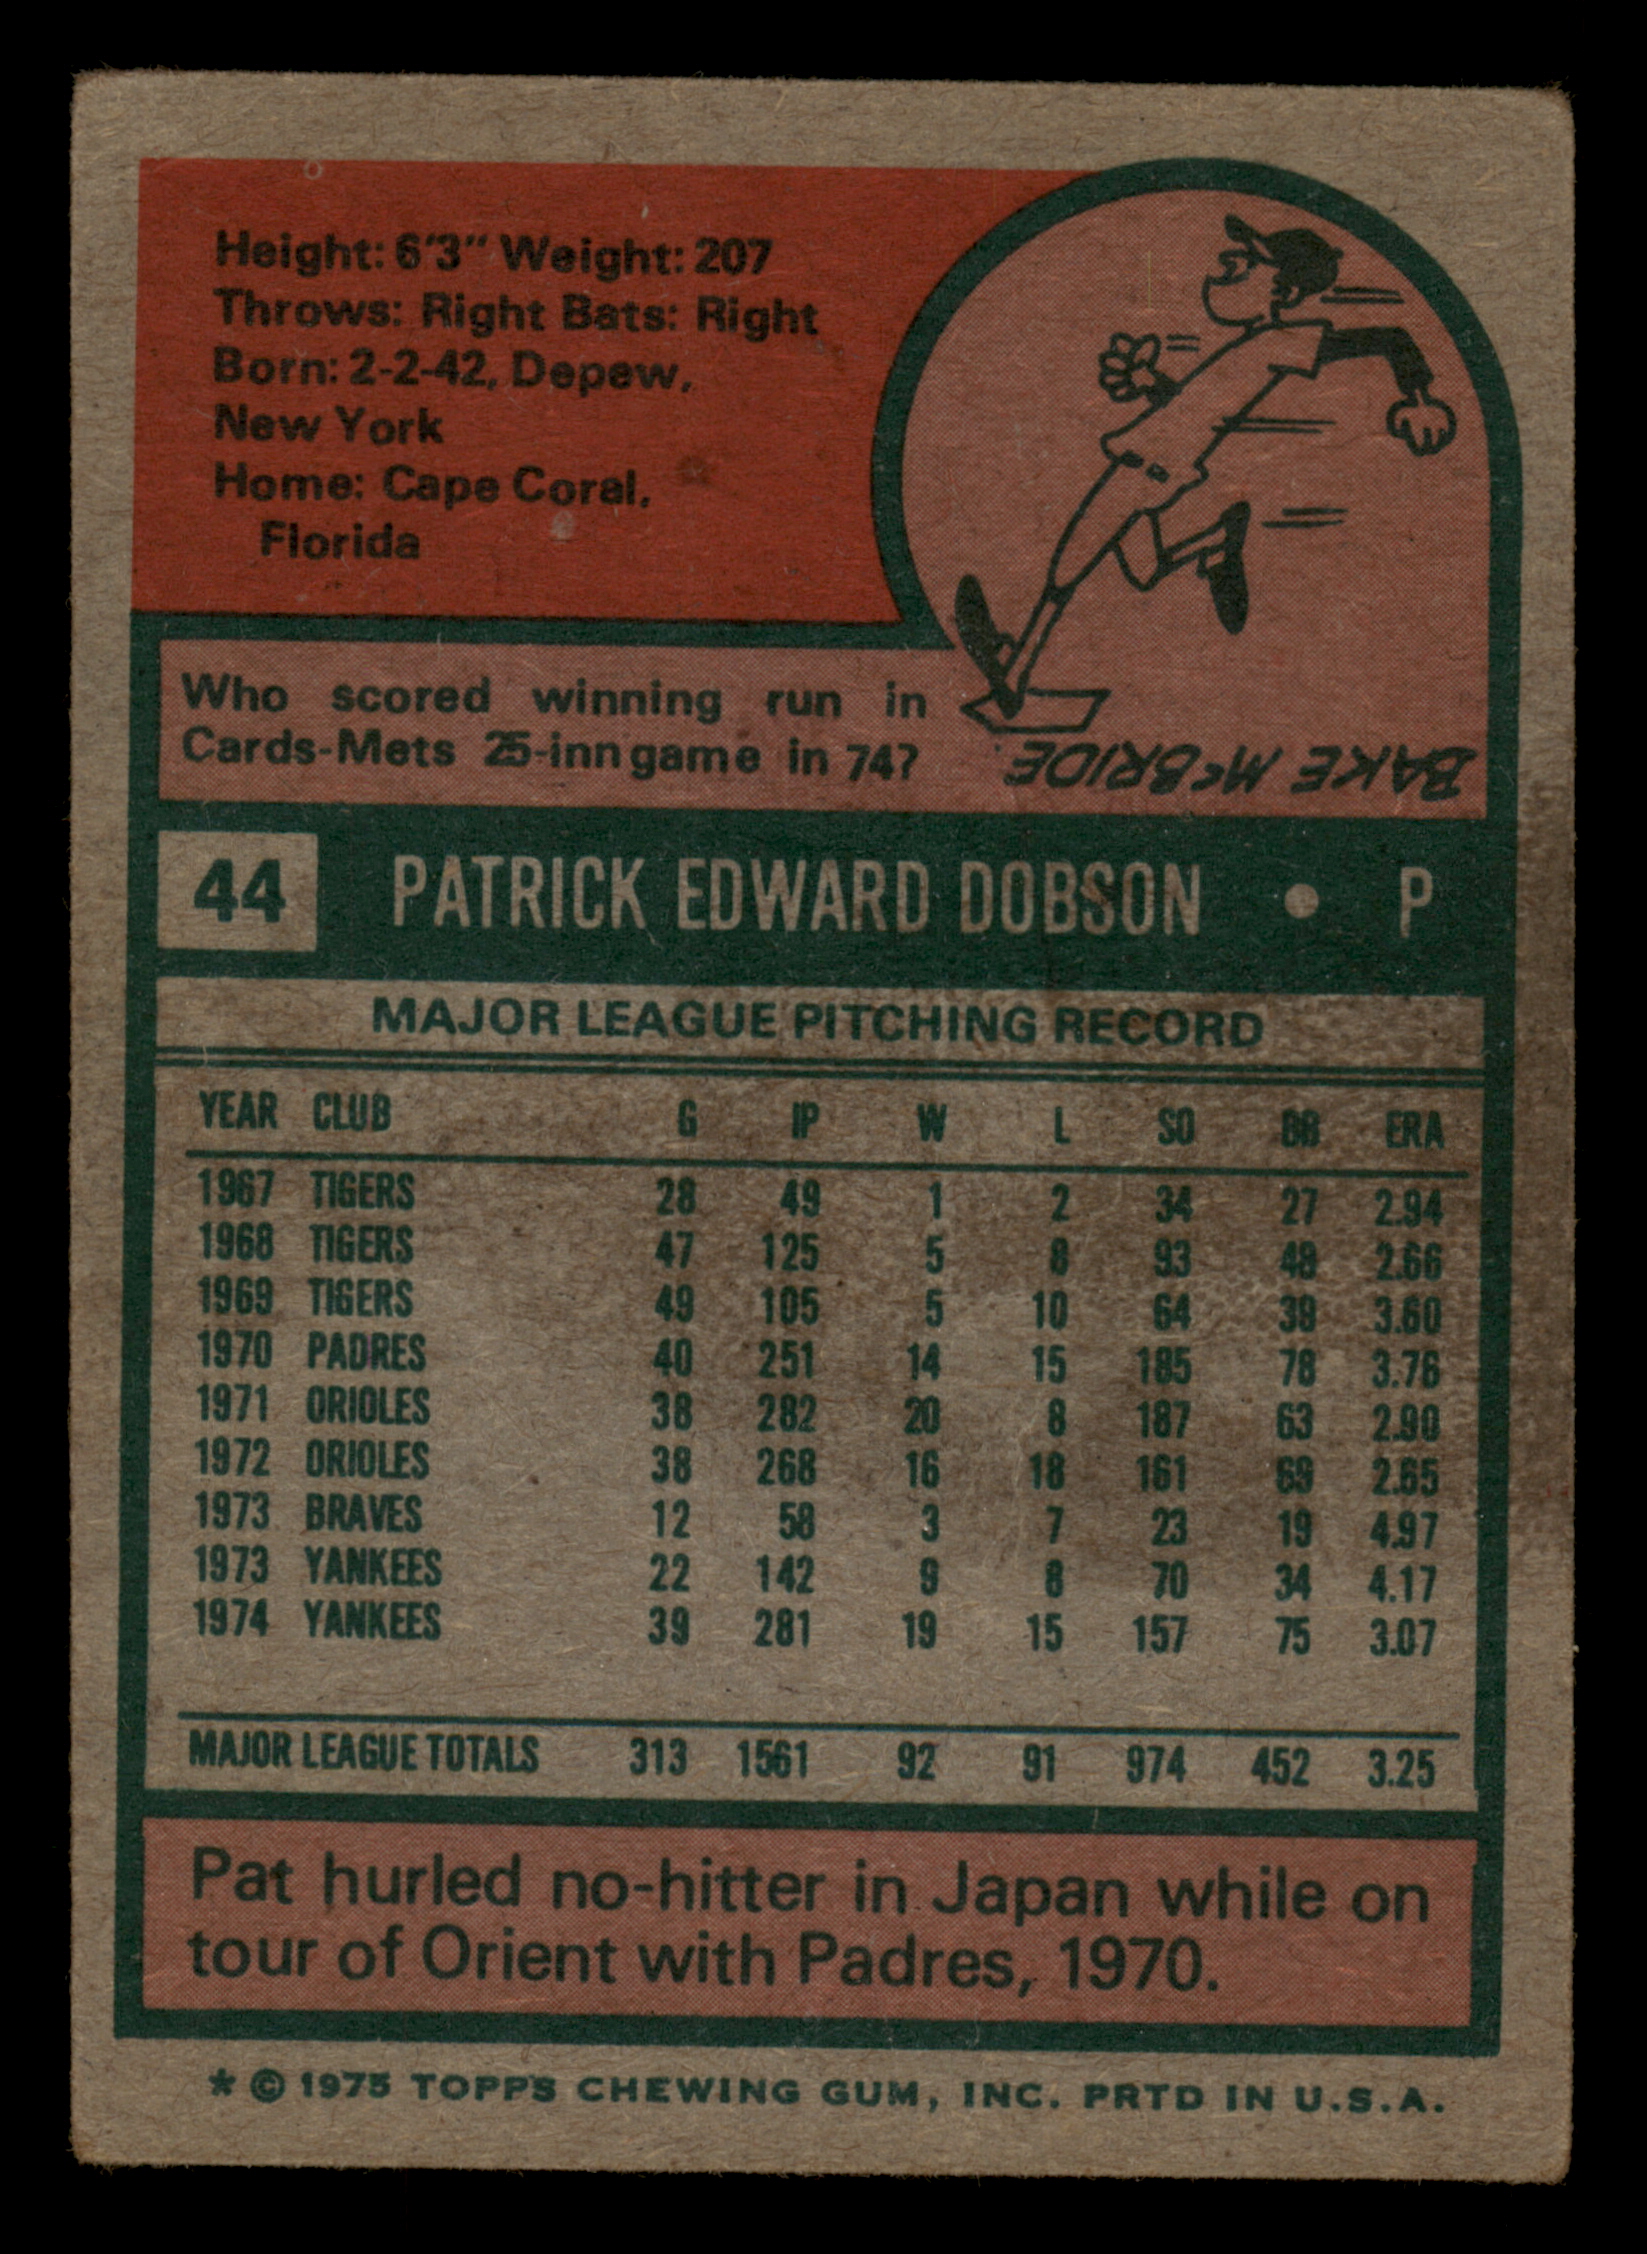 Height: 6'3" Weight: 207
Throws: Right Bats: Right
Born: 2-2-42, Depew,
New York
Home: Cape Coral,
Florida
Who scored winning run in
Cards-Mets 25-inn game in 74?
BAKE McBRIDE.
44 PATRICK EDWARD DOBSON • P
MAJOR LEAGUE PITCHING RECORD
YEAR CLUB G IP W L SO BB ERA
1967 TIGERS 28 49 1 2 34 27 2.94
1968 TIGERS 47 125 5 8 93 48 2.66
1969 TIGERS 49 105 5 10 64 39 3.60
1970 PADRES 40 251 14 15 185 78 3.76
1971 ORIOLES 38 282 20 8 187 63 2.90
1972 ORIOLES 38 268 16 18 161 69 2.65
1973 BRAVES 12 58 3 7 23 19 4.97
1973 YANKEES 22 142 9 8 70 34 4.17
1974 YANKEES 39 281 19 15 157 75 3.07
MAJOR LEAGUE TOTALS 313 1561 92 91 974 452 3.25
Pat hurled no-hitter in Japan while on
tour of Orient with Padres, 1970.
* © 1975 TOPPS CHEWING GUM, INC. PRTD IN U.S.A.